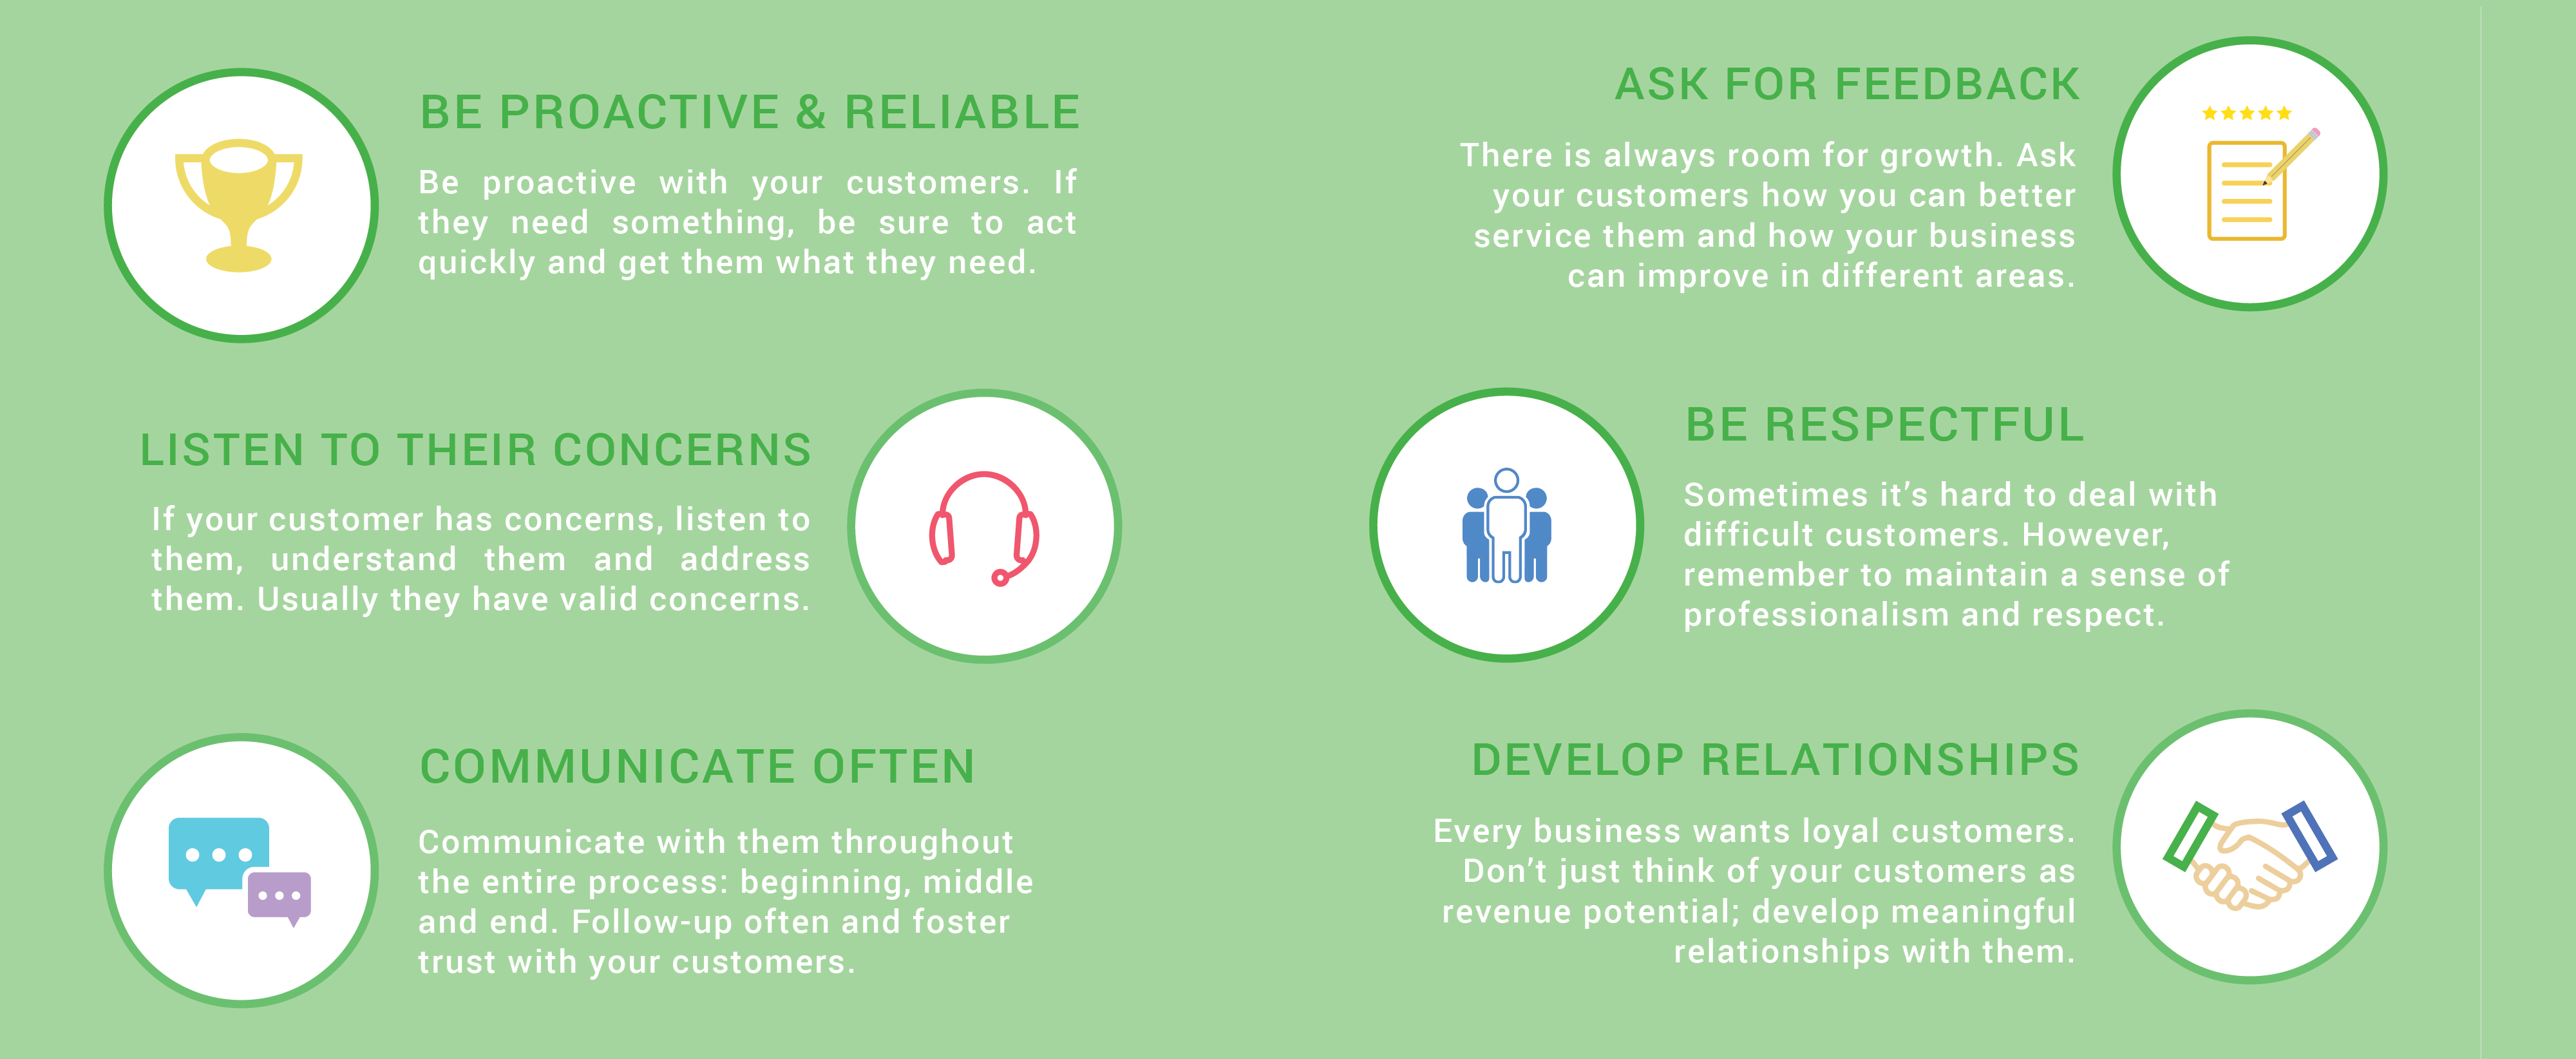 BE PROACTIVE & RELIABLE
Be proactive with your customers. If
they need something, be sure to act
quickly and get them what they need.
LISTEN TO THEIR CONCERNS
If your customer has concerns, listen to
them, understand them and address
them. Usually they have valid concerns.
COMMUNICATE OFTEN
Communicate with them throughout
the entire process: beginning, middle
and end. Follow-up often and foster
trust with your customers.
ASK FOR FEEDBACK
There is always room for growth. Ask
your customers how you can better
service them and how your business
can improve in different areas.
BE RESPECTFUL
Sometimes it’s hard to deal with
difficult customers. However,
remember to maintain a sense of
professionalism and respect.
DEVELOP RELATIONSHIPS
Every business wants loyal customers.
Don’t just think of your customers as
revenue potential; develop meaningful
relationships with them.